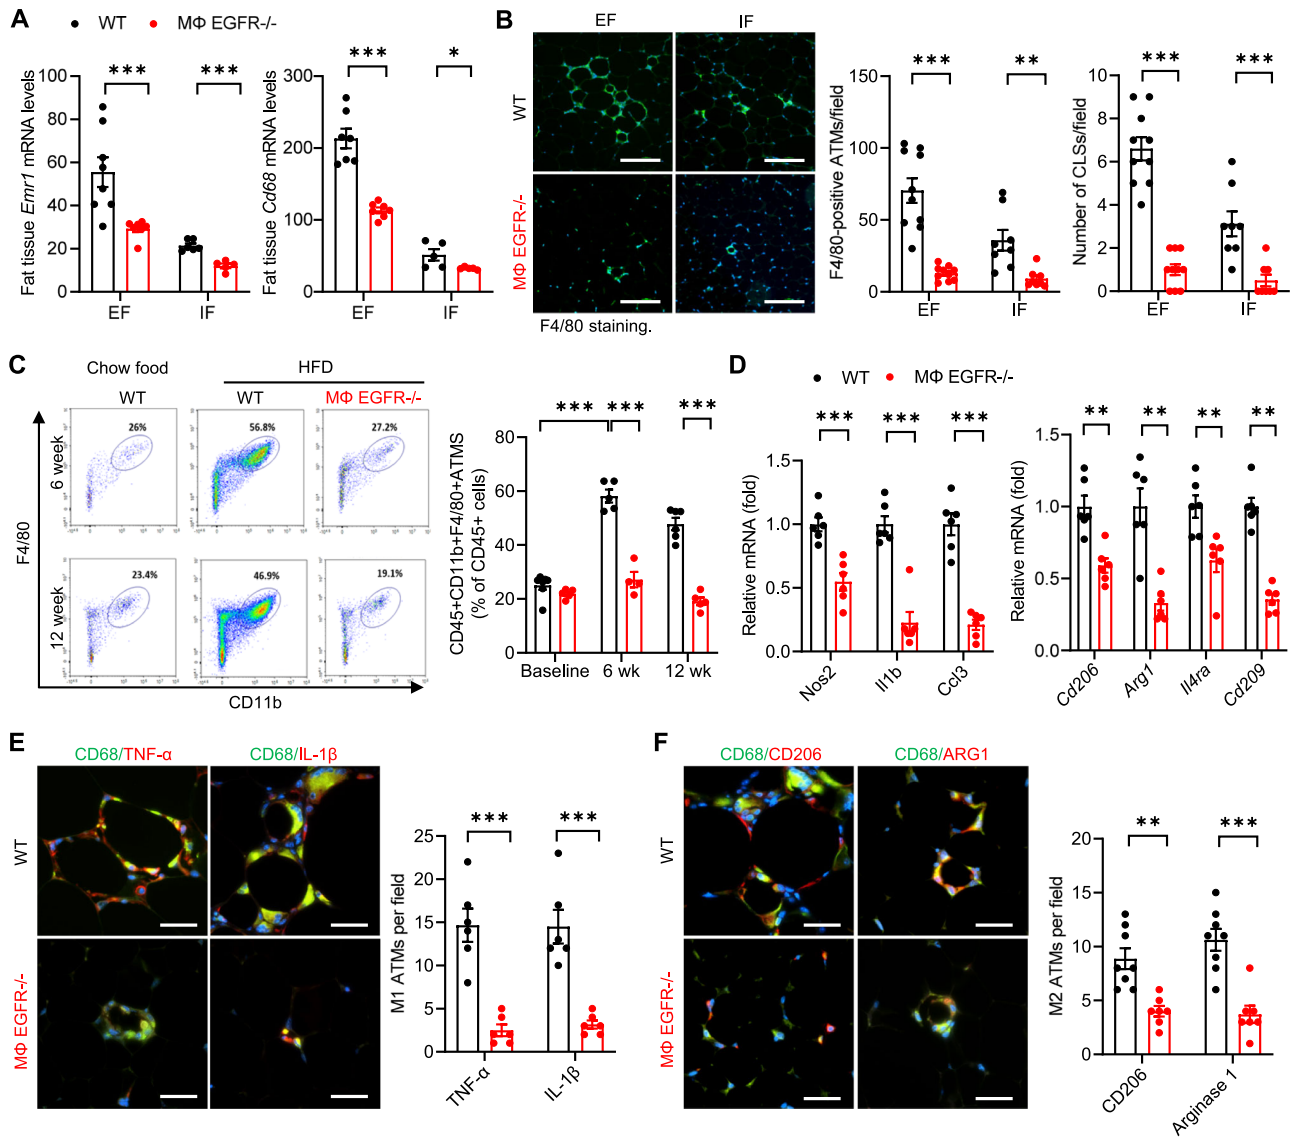 A
WT
MΦ EGFR-/-
Fat tissue Emr1 mRNA levels
100
80
60
40
20
0
***
***
EF
IF
Fat tissue Cd68 mRNA levels
300
200
100
0
***
*
EF
IF
B
EF
IF
WT
MΦ EGFR-/-
F4/80 staining.
F4/80-positive ATMs/field
150
100
50
0
***
**
EF
IF
Number of CLSs/field
10
8
6
4
2
0
***
***
EF
IF
C
Chow food
HFD
WT
WT
MΦ EGFR-/-
6 week
26%
56.8%
27.2%
12 week
23.4%
46.9%
19.1%
F4/80
CD11b
CD45+CD11b+F4/80+ATMS
(% of CD45+ cells)
80
60
40
20
0
***
***
***
Baseline
6 wk
12 wk
D
WT
MΦ EGFR-/-
Relative mRNA (fold)
1.5
1.0
0.5
0.0
***
***
***
Nos2
Il1b
Ccl3
Relative mRNA (fold)
1.5
1.0
0.5
0.0
**
**
**
**
Cd206
Arg1
Il4ra
Cd209
E
CD68/TNF-α
CD68/IL-1β
WT
MΦ EGFR-/-
M1 ATMs per field
25
20
15
10
5
0
***
***
TNF-α
IL-1β
F
CD68/CD206
CD68/ARG1
WT
MΦ EGFR-/-
M2 ATMs per field
20
15
10
5
0
**
***
CD206
Arginase 1